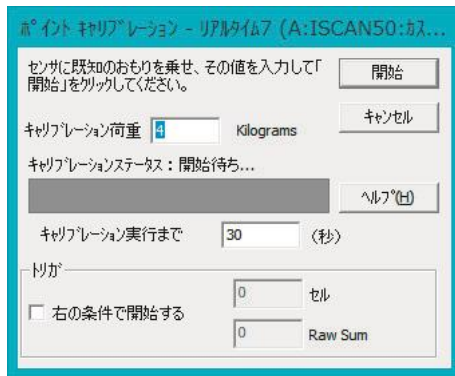 ポイント キャリブレーション - リアルタイム7 (A:ISCAN50:カス...
センサに既知のおもりを乗せ、その値を入力して「
開始」をクリックしてください。
開始
キャンセル
キャリブレーション荷重 4 Kilograms
キャリブレーションステータス：開始待ち...
ヘルプ(H)
キャリブレーション実行まで 30 (秒)
トリガ
右の条件で開始する
0 セル
0 Raw Sum